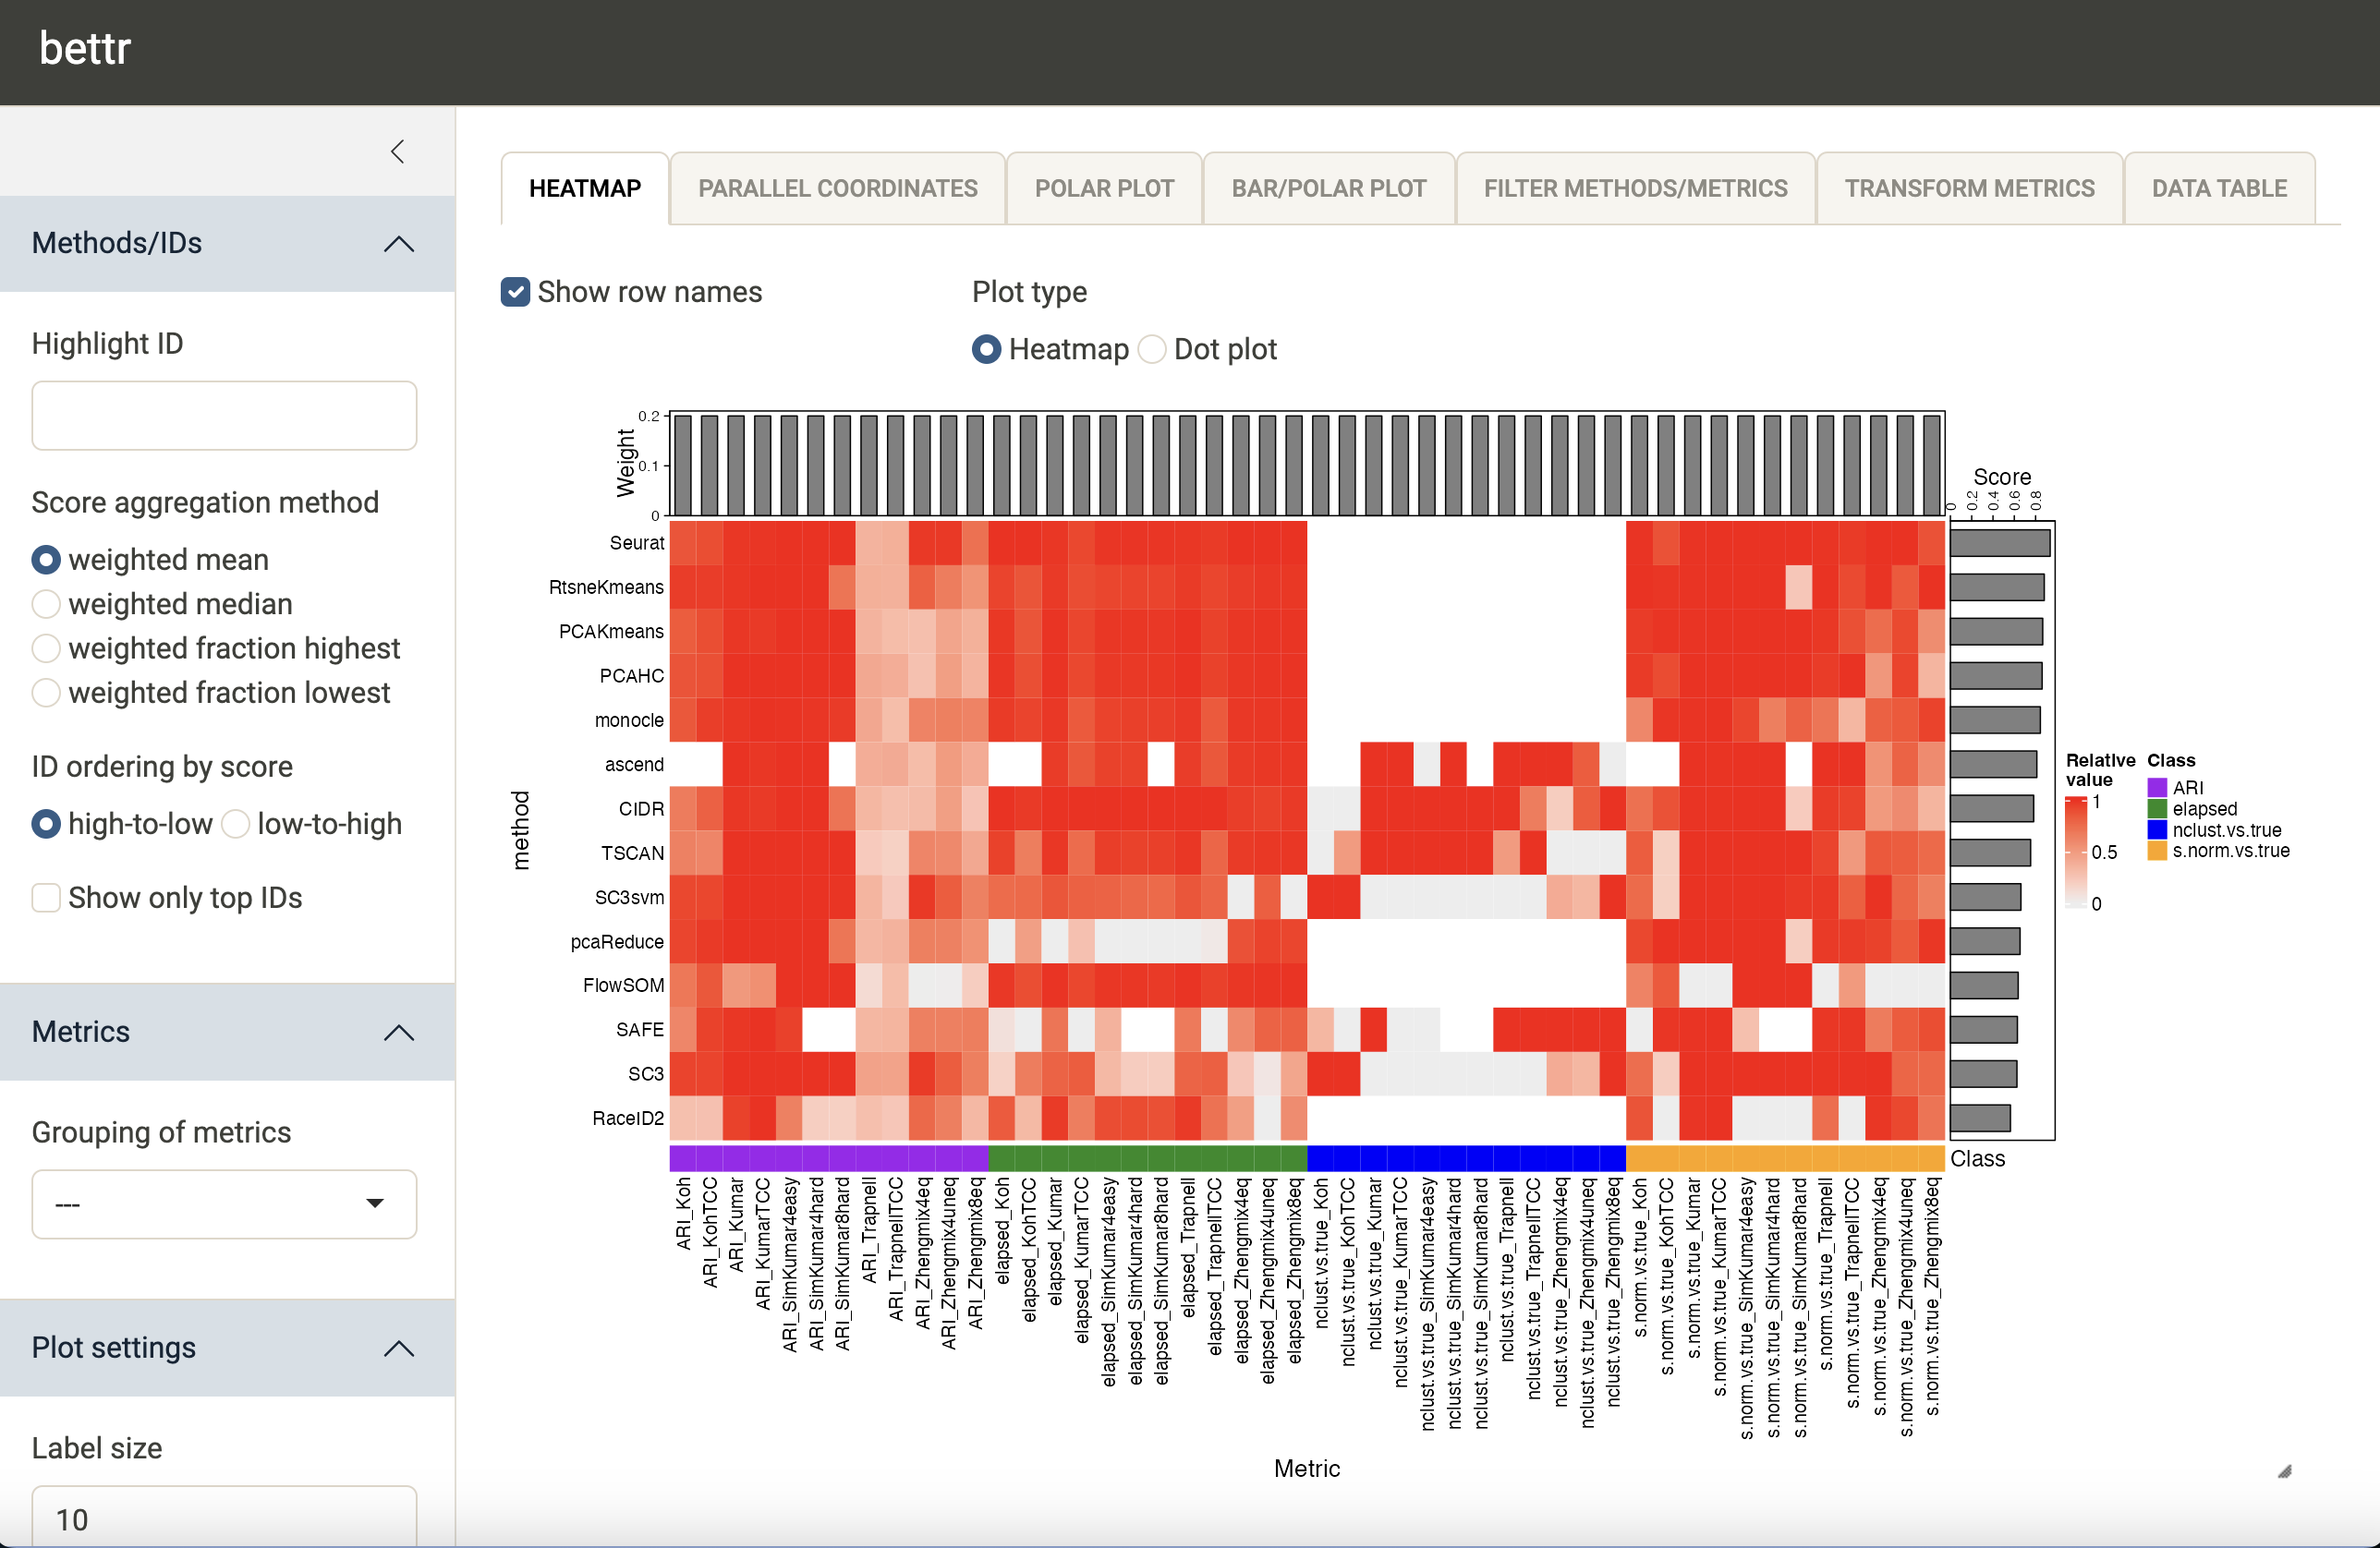 bettr
Methods/IDs
Highlight ID
Score aggregation method
weighted mean
weighted median
weighted fraction highest
weighted fraction lowest
ID ordering by score
high-to-low low-to-high
Show only top IDs
Metrics
Grouping of metrics
---
Plot settings
Label size
10
HEATMAP PARALLEL COORDINATES POLAR PLOT BAR/POLAR PLOT FILTER METHODS/METRICS TRANSFORM METRICS DATA TABLE
Show row names
Plot type
Heatmap Dot plot
Weight
0.2
0.1
0
Score
0 0.2 0.4 0.6 0.8
method
Seurat
RtsneKmeans
PCAKmeans
PCAHC
monocle
ascend
CIDR
TSCAN
SC3svm
pcaReduce
FlowSOM
SAFE
SC3
RaceID2
Class
ARI_Koh
ARI_KohTCC
ARI_Kumar
ARI_KumarTCC
ARI_SimKumar4easy
ARI_SimKumar4hard
ARI_SimKumar8hard
ARI_Trapnell
ARI_TrapnellTCC
ARI_Zhengmix4eq
ARI_Zhengmix4uneq
ARI_Zhengmix8eq
elapsed_Koh
elapsed_KohTCC
elapsed_Kumar
elapsed_KumarTCC
elapsed_SimKumar4easy
elapsed_SimKumar4hard
elapsed_SimKumar8hard
elapsed_Trapnell
elapsed_TrapnellTCC
elapsed_Zhengmix4eq
elapsed_Zhengmix4uneq
elapsed_Zhengmix8eq
nclust.vs.true_Koh
nclust.vs.true_KohTCC
nclust.vs.true_Kumar
nclust.vs.true_KumarTCC
nclust.vs.true_SimKumar4easy
nclust.vs.true_SimKumar4hard
nclust.vs.true_SimKumar8hard
nclust.vs.true_Trapnell
nclust.vs.true_TrapnellTCC
nclust.vs.true_Zhengmix4eq
nclust.vs.true_Zhengmix4uneq
nclust.vs.true_Zhengmix8eq
s.norm.vs.true_Koh
s.norm.vs.true_KohTCC
s.norm.vs.true_Kumar
s.norm.vs.true_KumarTCC
s.norm.vs.true_SimKumar4easy
s.norm.vs.true_SimKumar4hard
s.norm.vs.true_SimKumar8hard
s.norm.vs.true_Trapnell
s.norm.vs.true_TrapnellTCC
s.norm.vs.true_Zhengmix4eq
s.norm.vs.true_Zhengmix4uneq
s.norm.vs.true_Zhengmix8eq
Metric
Relative
value
1
0.5
0
Class
ARI
elapsed
nclust.vs.true
s.norm.vs.true